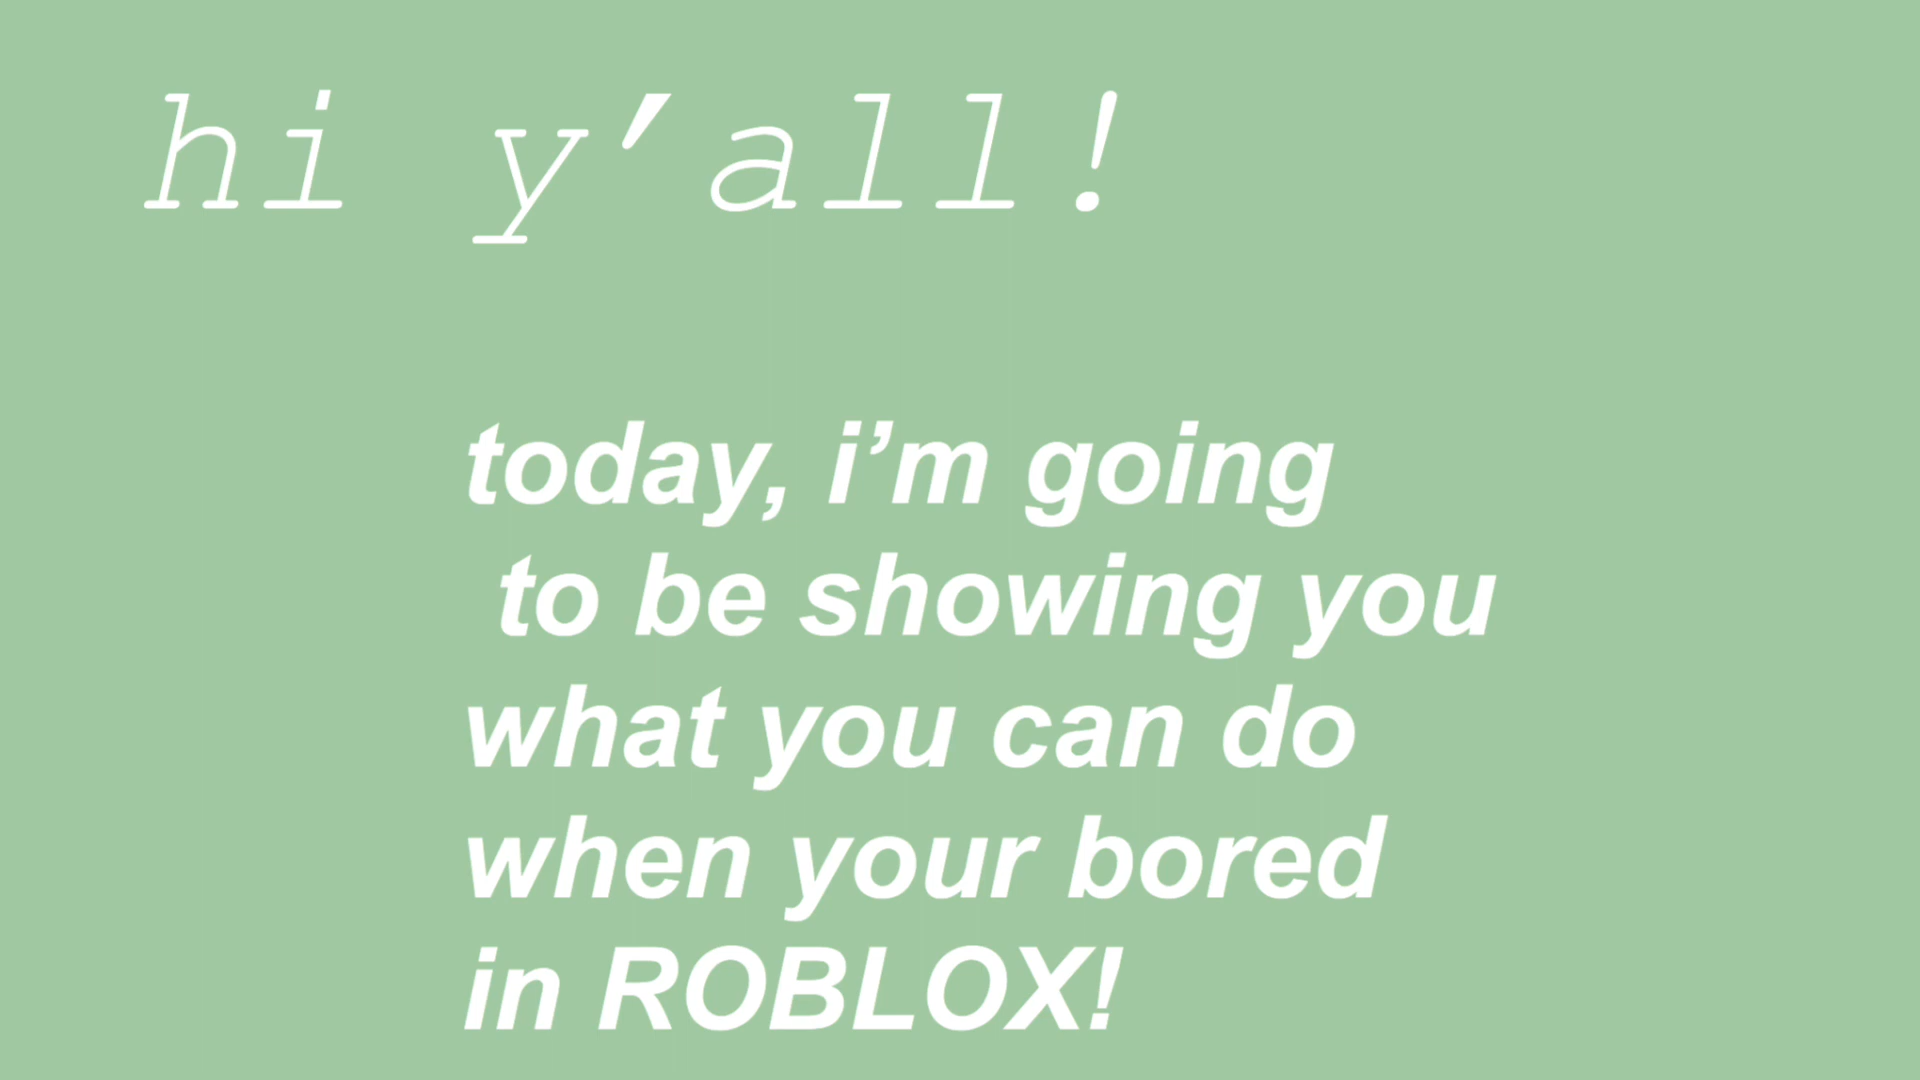 hi y'all!
today, i’m going
to be showing you
what you can do
when your bored
in ROBLOX!